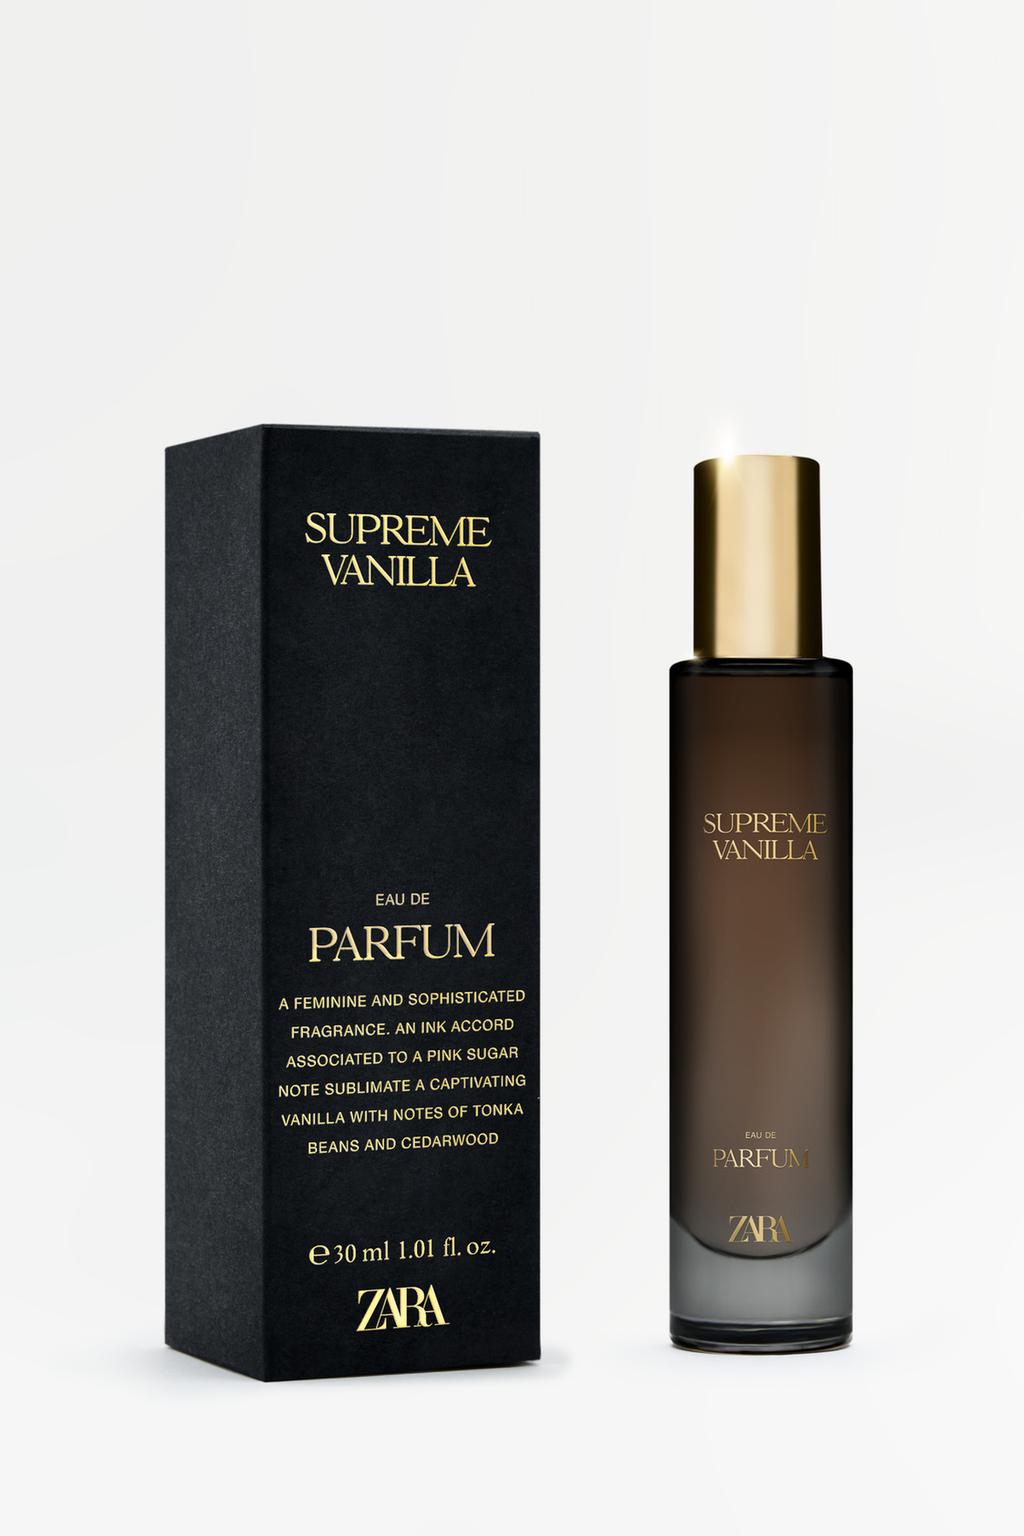 SUPREME
VANILLA
EAU DE
PARFUM
A FEMININE AND SOPHISTICATED
FRAGRANCE. AN INK ACCORD
ASSOCIATED TO A PINK SUGAR
NOTE SUBLIMATE A CAPTIVATING
VANILLA WITH NOTES OF TONKA
BEANS AND CEDARWOOD
℮30 ml 1.01 fl. oz.
ZARA
SUPREME
VANILLA
EAU DE
PARFUM
ZARA